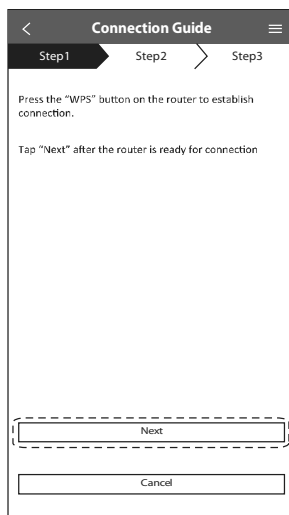 Connection Guide
Step1 Step2 Step3
Press the "WPS" button on the router to establish
connection.
Tap "Next" after the router is ready for connection
Next
Cancel